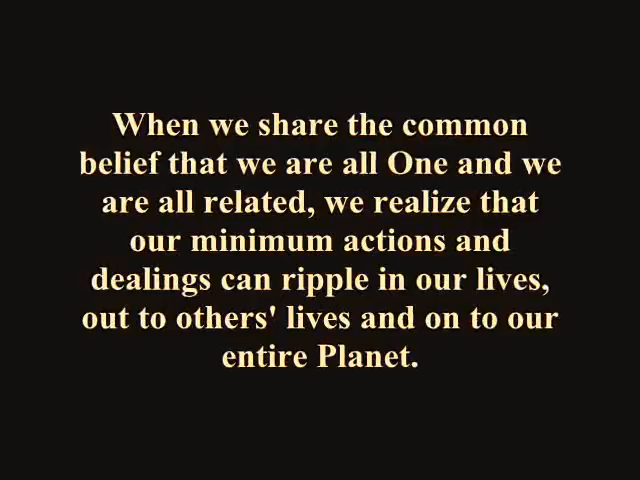 When we share the common
belief that we are all One and we
are all related, we realize that
our minimum actions and
dealings can ripple in our lives,
out to others' lives and on to our
entire Planet.